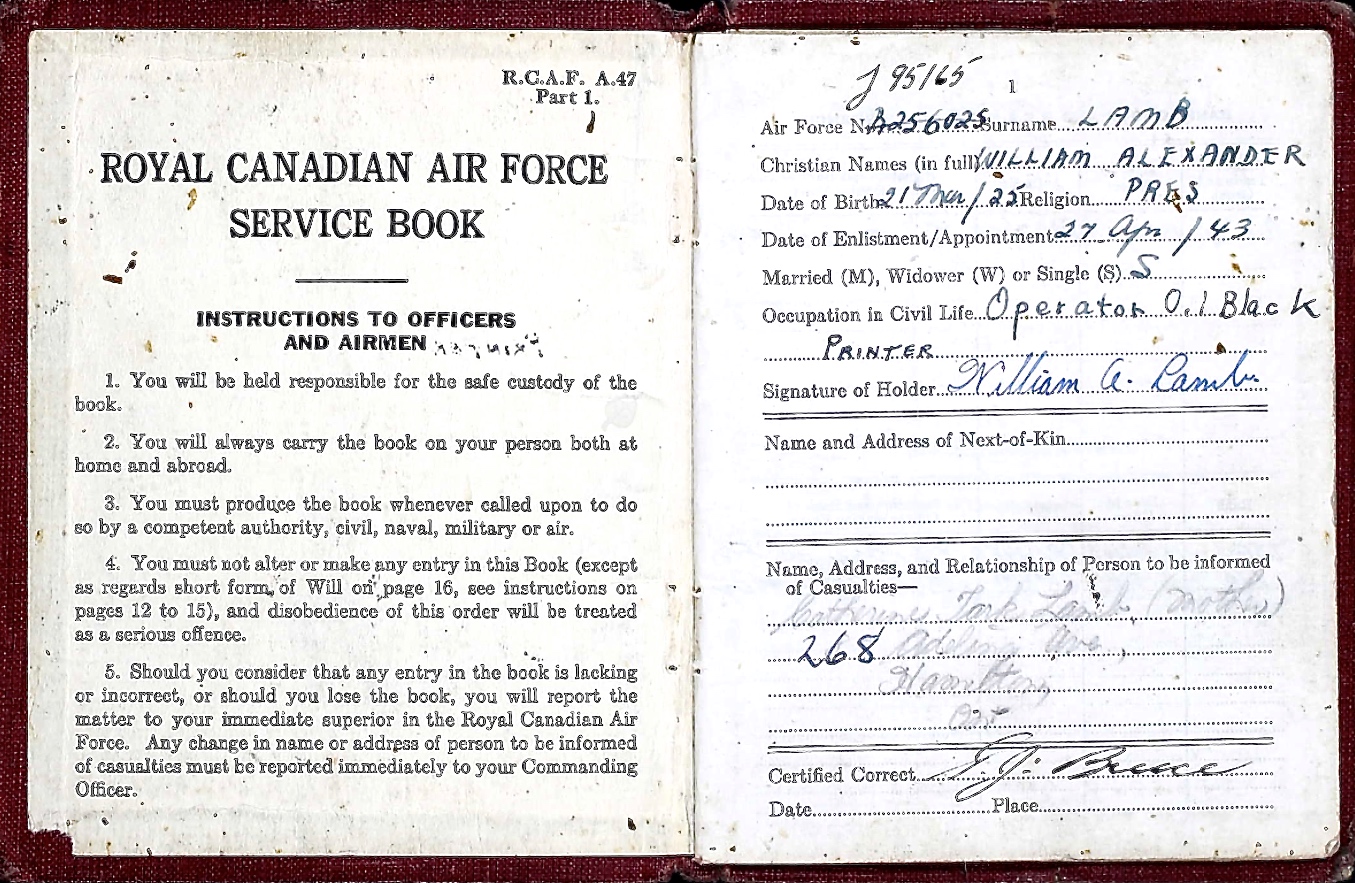 R.C.A.F. A.47
Part 1.
ROYAL CANADIAN AIR FORCE
SERVICE BOOK
INSTRUCTIONS TO OFFICERS
AND AIRMEN
1. You will be held responsible for the safe custody of the
book.
2. You will always carry the book on your person both at
home and abroad.
3. You must produce the book whenever called upon to do
so by a competent authority, civil, naval, military or air.
4. You must not alter or make any entry in this Book (except
as regards short form of Will on page 16, see instructions on
pages 12 to 15), and disobedience of this order will be treated
as a serious offence.
5. Should you consider that any entry in the book is lacking
or incorrect, or should you lose the book, you will report the
matter to your immediate superior in the Royal Canadian Air
Force. Any change in name or address of person to be informed
of casualties must be reported immediately to your Commanding
Officer.
J 95165
1
Air Force No. R256025 Surname LAMB
Christian Names (in full) WILLIAM ALEXANDER
Date of Birth 21 Mar/25 Religion PRES
Date of Enlistment/Appointment 27 Apr/43
Married (M), Widower (W) or Single (S) S
Occupation in Civil Life Operator Oil Black
PRINTER
Signature of Holder William A. Lamb
Name and Address of Next-of-Kin
Name, Address, and Relationship of Person to be informed
of Casualties—
Lamb (mother)
268 Ave,
Hamilton
Ont
Certified Correct J. Bruce
Date Place